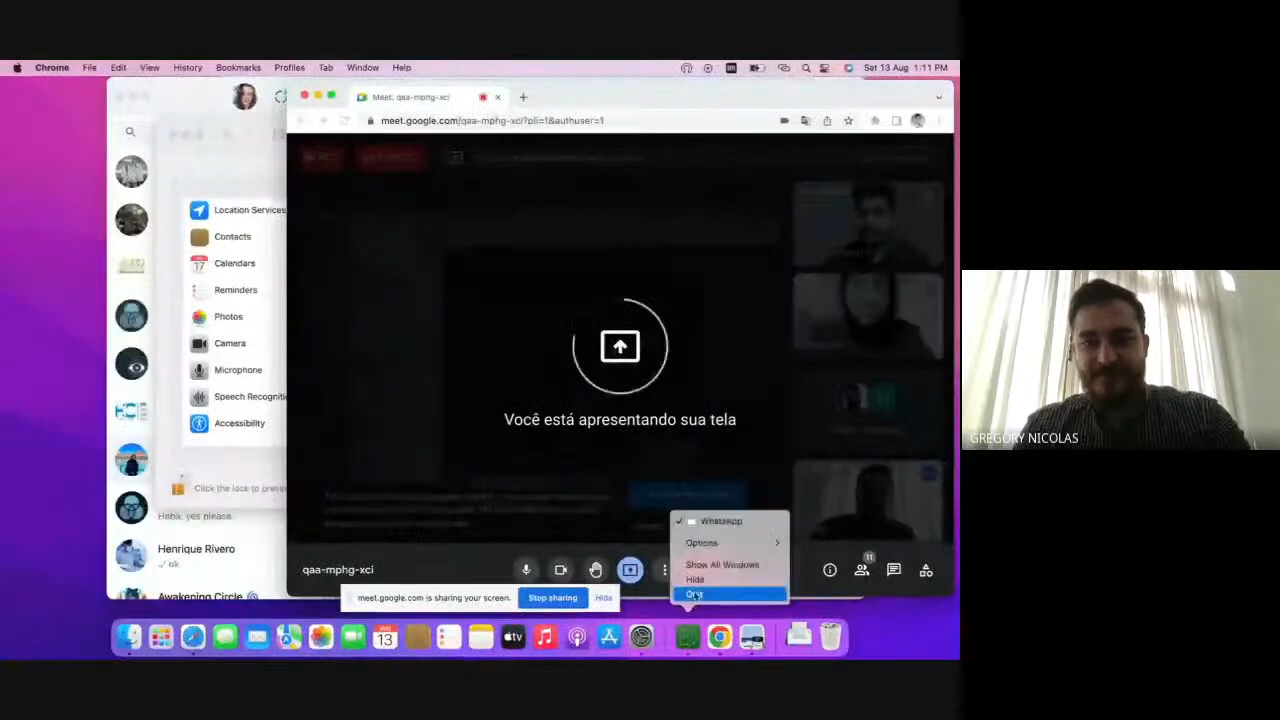 Chrome File Edit View History Bookmarks Profiles Tab Window Help
Sat 13 Aug 1:11 PM
Meet: qaa-mphg-xci
meet.google.com/qaa-mphg-xci?pli=1&authuser=1
Location Services
Contacts
Calendars
Reminders
Photos
Camera
Microphone
Speech Recogniti
Accessibility
Click the lock to preve
yes please.
Henrique Rivero
ok
Awakening Circle
Você está apresentando sua tela
WhatsApp
Options
Show All Windows
Hide
Quit
qaa-mphg-xci
11
meet.google.com is sharing your screen.
Stop sharing
Hide
17
13
tv
GREGORY NICOLAS